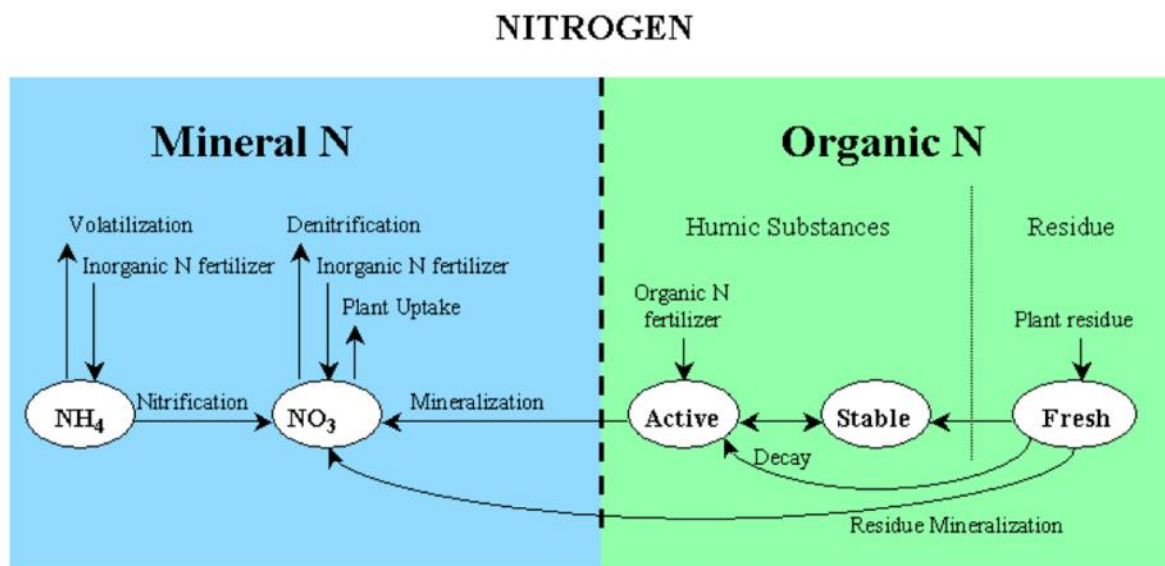 NITROGEN
Mineral N
Organic N
Volatilization
Denitrification
Humic Substances
Residue
Inorganic N fertilizer
Inorganic N fertilizer
Plant Uptake
Organic N
fertilizer
Plant residue
NH4
Nitrification
NO3
Mineralization
Active
Stable
Fresh
Decay
Residue Mineralization